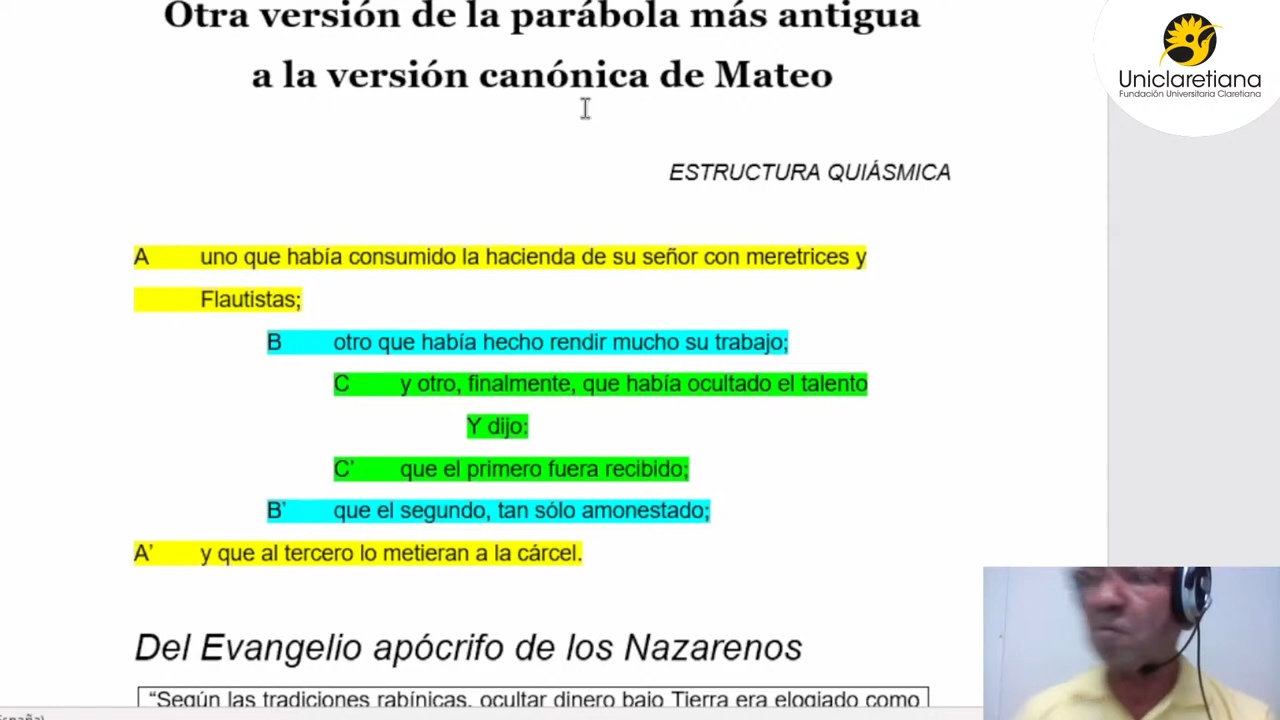 Otra versión de la parábola más antigua
a la versión canónica de Mateo
Uniclaretiana
Fundación Universitaria Claretiana
ESTRUCTURA QUIÁSMICA
A uno que había consumido la hacienda de su señor con meretrices y
Flautistas;
B otro que había hecho rendir mucho su trabajo;
C y otro, finalmente, que había ocultado el talento
Y dijo:
C’ que el primero fuera recibido;
B’ que el segundo, tan sólo amonestado;
A’ y que al tercero lo metieran a la cárcel.
Del Evangelio apócrifo de los Nazarenos
“Según las tradiciones rabínicas, ocultar dinero bajo Tierra era elogiado como